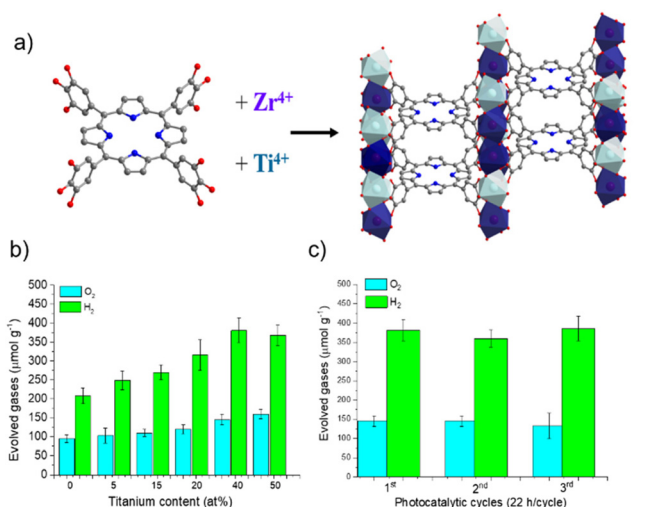 a)
+ Zr4+
+ Ti4+
b)
O2
H2
Evolved gases (μmol g-1)
500
450
400
350
300
250
200
150
100
50
0
0 5 15 20 40 50
Titanium content (at%)
c)
O2
H2
Evolved gases (μmol g-1)
500
450
400
350
300
250
200
150
100
50
0
1st 2nd 3rd
Photocatalytic cycles (22 h/cycle)